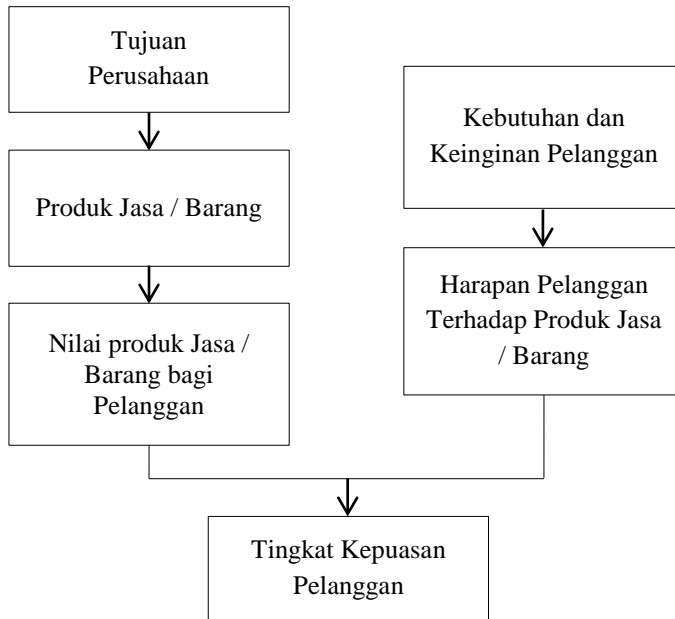 Tujuan
Perusahaan
Produk Jasa / Barang
Nilai produk Jasa /
Barang bagi
Pelanggan
Kebutuhan dan
Keinginan Pelanggan
Harapan Pelanggan
Terhadap Produk Jasa
/ Barang
Tingkat Kepuasan
Pelanggan